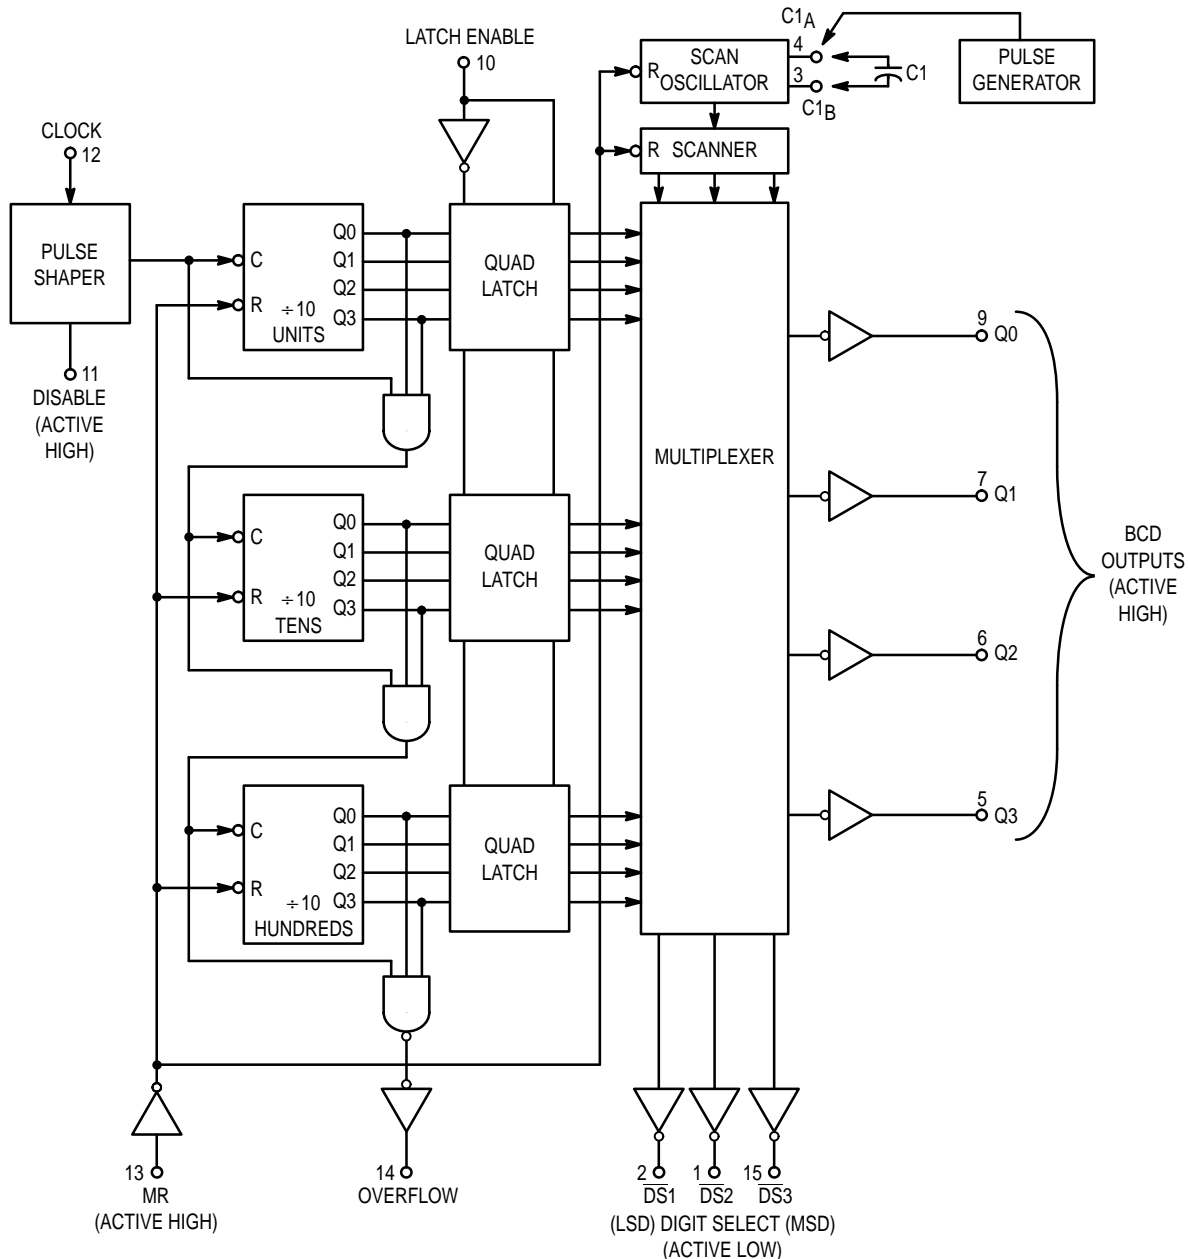 LATCH ENABLE
10
C1A
4
3
C1B
C1
SCAN
OSCILLATOR
R
PULSE
GENERATOR
R SCANNER
CLOCK
12
PULSE
SHAPER
11
DISABLE
(ACTIVE
HIGH)
C
R
÷10
UNITS
Q0
Q1
Q2
Q3
QUAD
LATCH
C
R
÷10
TENS
Q0
Q1
Q2
Q3
QUAD
LATCH
C
R
÷10
HUNDREDS
Q0
Q1
Q2
Q3
QUAD
LATCH
MULTIPLEXER
9
Q0
7
Q1
6
Q2
5
Q3
BCD
OUTPUTS
(ACTIVE
HIGH)
13
MR
(ACTIVE HIGH)
14
OVERFLOW
2
D̅S̅1̅
1
D̅S̅2̅
15
D̅S̅3̅
(LSD) DIGIT SELECT (MSD)
(ACTIVE LOW)